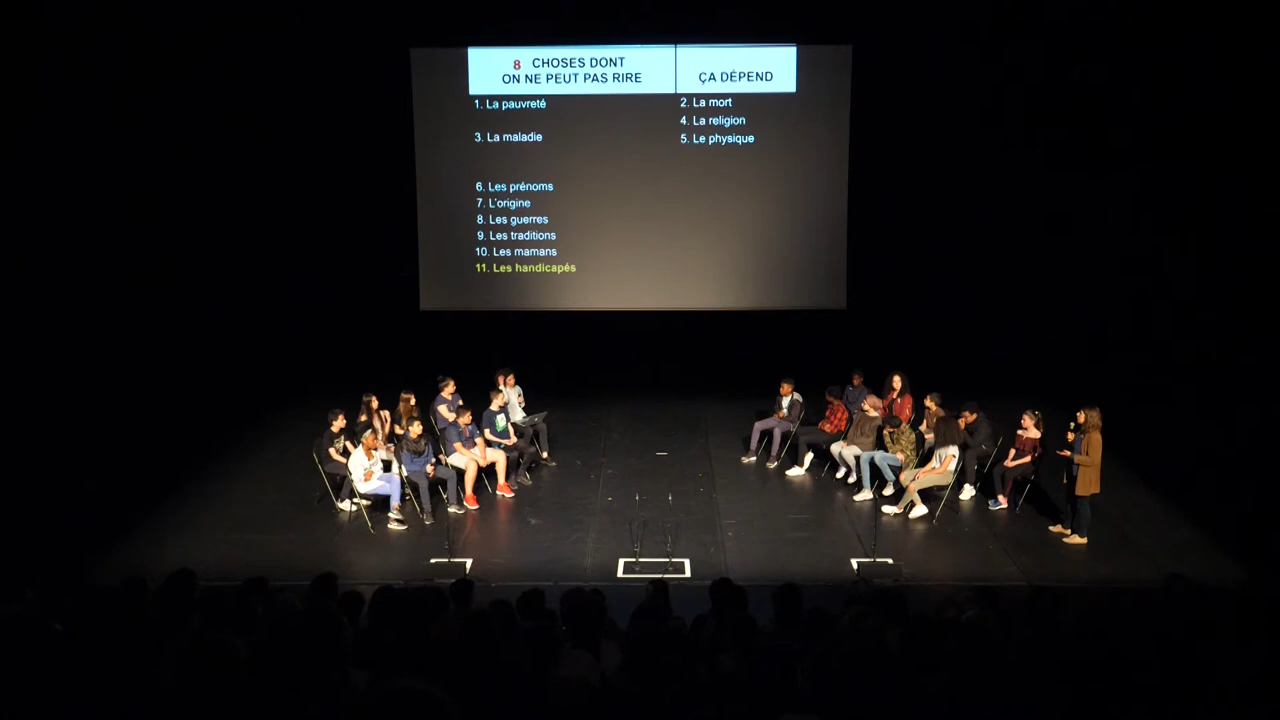 8 CHOSES DONT
ON NE PEUT PAS RIRE
ÇA DÉPEND
1. La pauvreté
3. La maladie
6. Les prénoms
7. L'origine
8. Les guerres
9. Les traditions
10. Les mamans
11. Les handicapés
2. La mort
4. La religion
5. Le physique